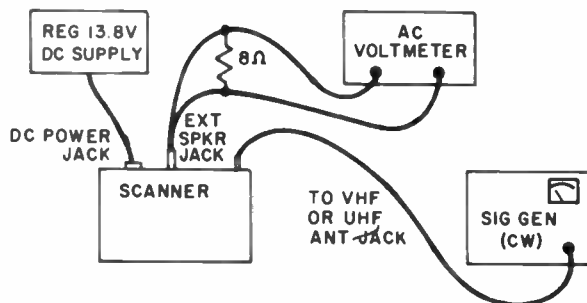 REG 13.8V
DC SUPPLY
8Ω
AC
VOLTMETER
DC POWER
JACK
EXT
SPKR
JACK
SCANNER
TO VHF
OR UHF
ANT JACK
SIG GEN
(CW)